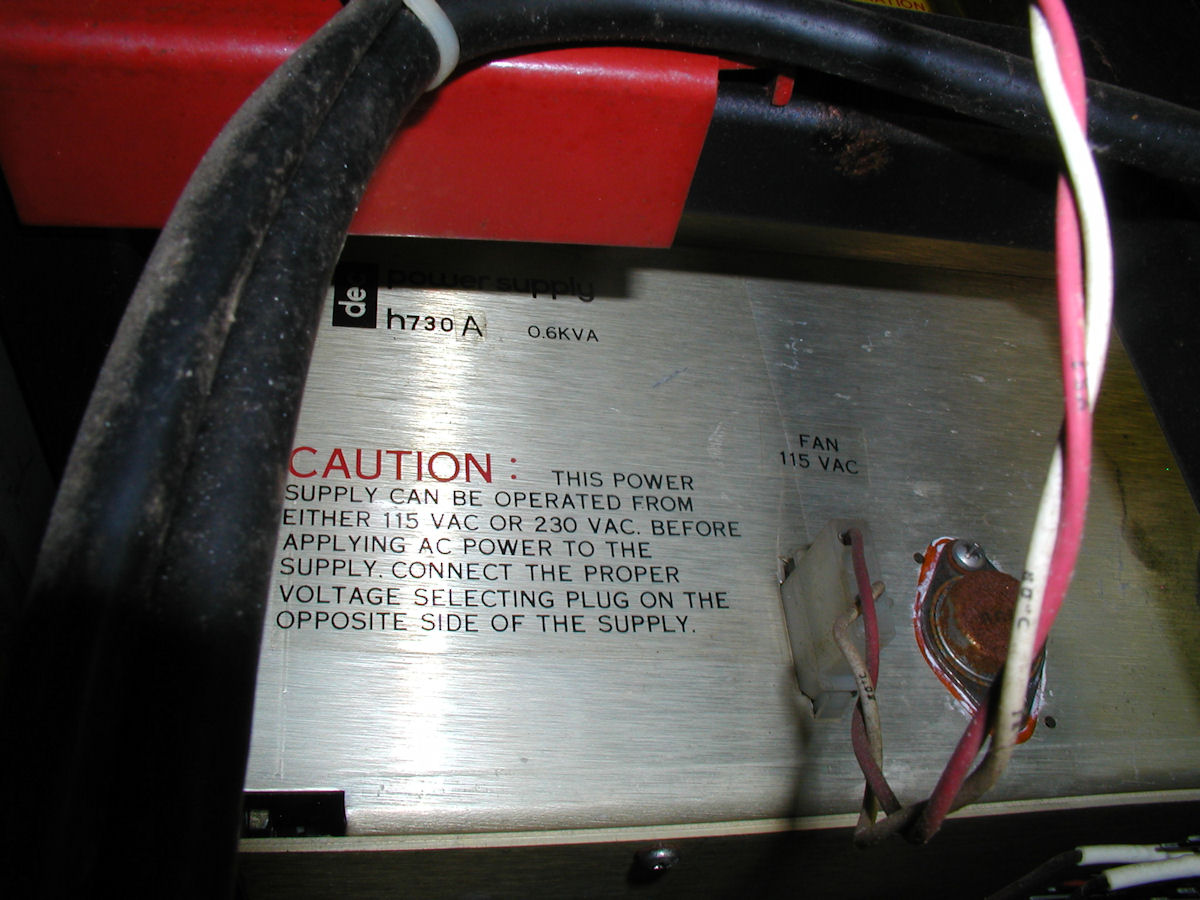 NATION
de
power supply
h730 A 0.6KVA
FAN
115 VAC
CAUTION : THIS POWER
SUPPLY CAN BE OPERATED FROM
EITHER 115 VAC OR 230 VAC. BEFORE
APPLYING AC POWER TO THE
SUPPLY. CONNECT THE PROPER
VOLTAGE SELECTING PLUG ON THE
OPPOSITE SIDE OF THE SUPPLY.